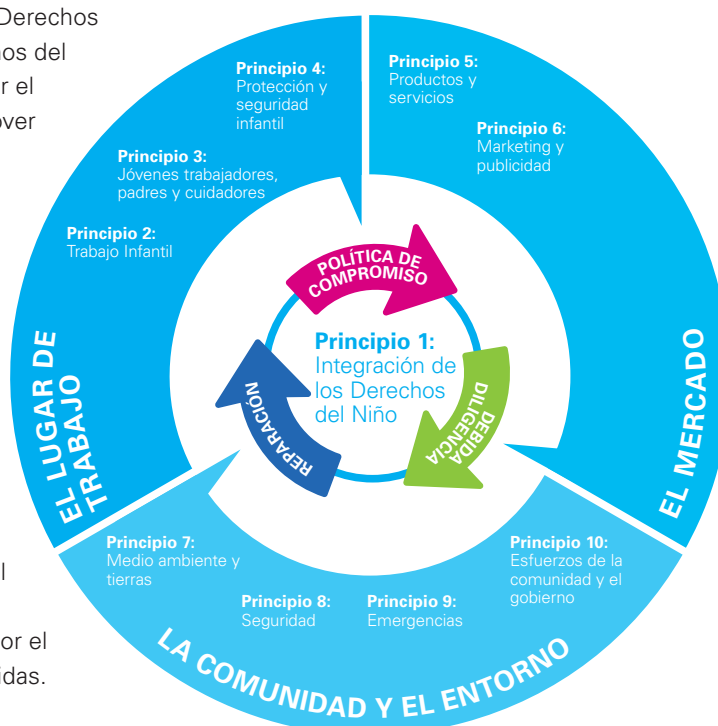 Derechos
os del
r el
over
Principio 4:
Protección y
seguridad
infantil
Principio 3:
Jóvenes trabajadores,
padres y cuidadores
Principio 2:
Trabajo Infantil
EL LUGAR DE
TRABAJO
Principio 5:
Productos y
servicios
Principio 6:
Marketing y
publicidad
EL MERCADO
POLÍTICA DE
COMPROMISO
Principio 1:
Integración de
los Derechos
del Niño
DEBIDA
DILIGENCIA
REPARACIÓN
Principio 7:
Medio ambiente y
tierras
Principio 8:
Seguridad
Principio 9:
Emergencias
Principio 10:
Esfuerzos de la
comunidad y el
gobierno
LA COMUNIDAD Y EL ENTORNO
l
or el
idas.